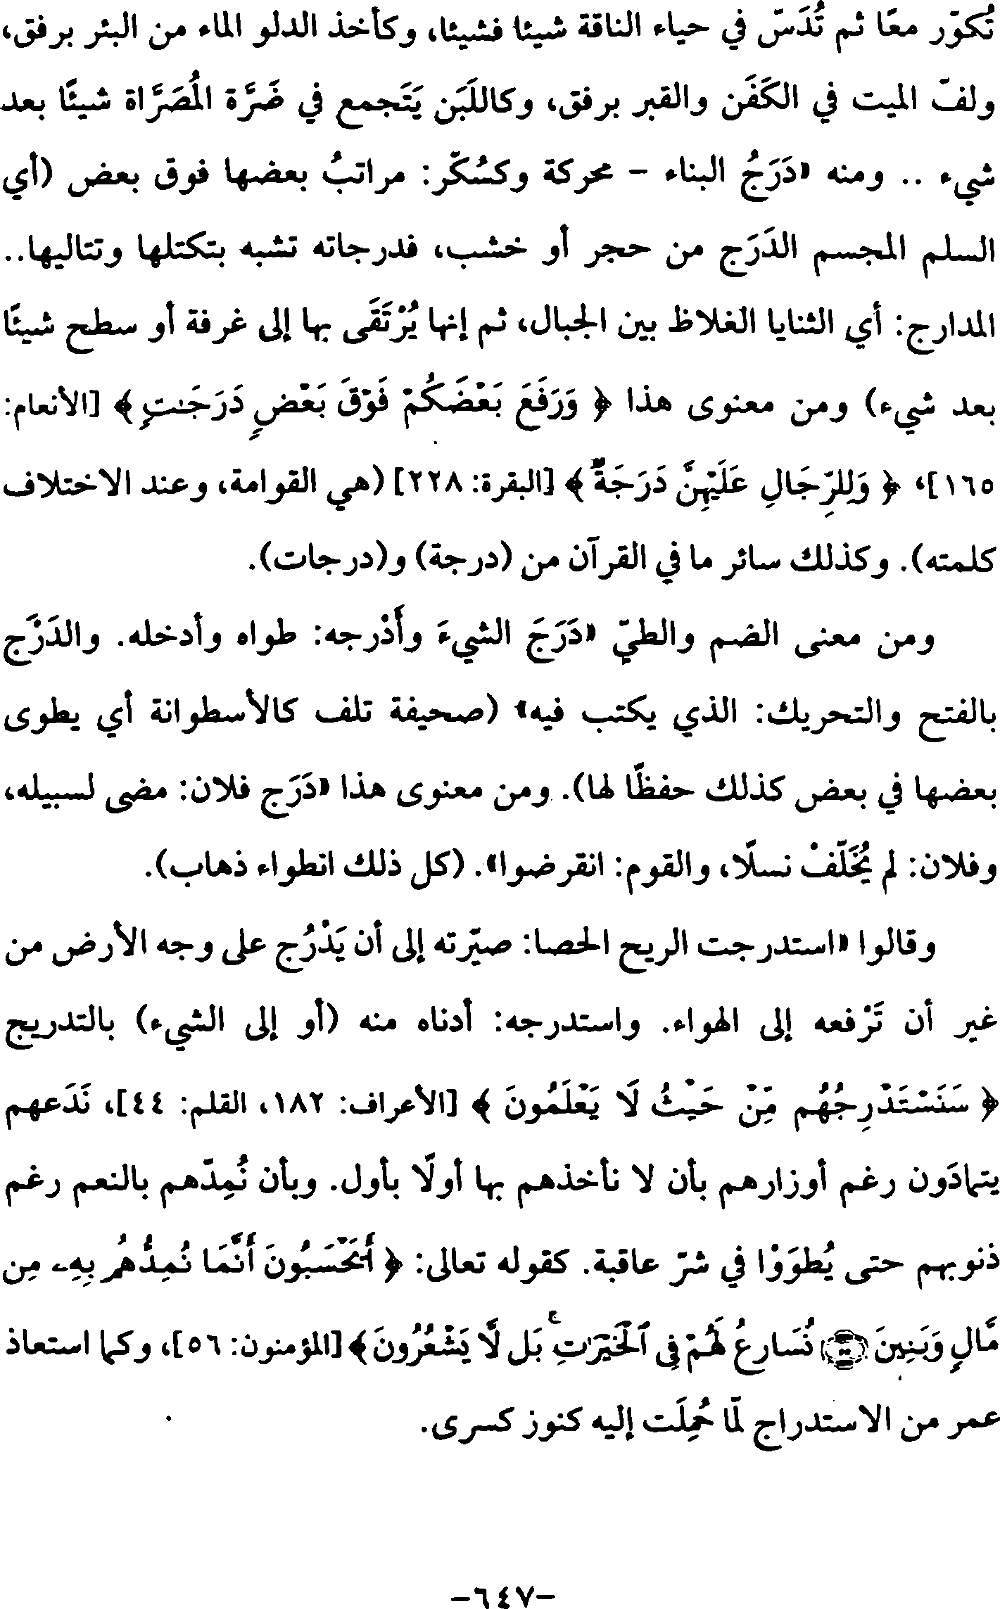 تُكوّر معًا ثم تُدَسّ في حياء الناقة شيئا فشيئا، وكأخذ الدلو الماء من البئر برفق،
ولفّ الميت في الكَفَن والقبر برفق، وكاللَبَن يَتَجمع في ضَرَّة المُصَرَّاة شيئًا بعد
شيء .. ومنه «دَرَجُ البناء - محركة وكسُكّر: مراتبُ بعضها فوق بعض (أي
السلم المجسم الدَرَج من حجر أو خشب، فدرجاته تشبه بتكتلها وتتاليها..
المدارج: أي الثنايا الغلاظ بين الجبال، ثم إنها يُرْتَقَى بها إلى غرفة أو سطح شيئًا
بعد شيء) ومن معنوى هذا ﴿ وَرَفَعَ بَعْضَكُمْ فَوْقَ بَعْضٍ دَرَجَٰتٍ ﴾ [الأنعام:
١٦٥]، ﴿ وَلِلرِّجَالِ عَلَيْهِنَّ دَرَجَةٌ ﴾ [البقرة: ٢٢٨] (هي القوامة، وعند الاختلاف
كلمته). وكذلك سائر ما في القرآن من (درجة) و(درجات).
ومن معنى الضم والطيّ «دَرَجَ الشيءَ وأَدْرجه: طواه وأدخله. والدَرْج
بالفتح والتحريك: الذي يكتب فيه» (صحيفة تلف كالأسطوانة أي يطوى
بعضها في بعض كذلك حفظًا لها). ومن معنوى هذا «دَرَج فلان: مضى لسبيله،
وفلان: لم يُخَلِّفْ نسلًا، والقوم: انقرضوا». (كل ذلك انطواء ذهاب).
وقالوا «استدرجت الريح الحصا: صيّرته إلى أن يَدْرُج على وجه الأرض من
غير أن تَرْفعه إلى الهواء. واستدرجه: أدناه منه (أو إلى الشيء) بالتدريج
﴿ سَنَسْتَدْرِجُهُم مِّنْ حَيْثُ لَا يَعْلَمُونَ ﴾ [الأعراف: ١٨٢، القلم: ٤٤]، نَدَعهم
يتمادَون رغم أوزارهم بأن لا نأخذهم بها أولًا بأول. وبأن نُمِدّهم بالنعم رغم
ذنوبهم حتى يُطوَوْا في شرّ عاقبة. كقوله تعالى: ﴿ أَيَحْسَبُونَ أَنَّمَا نُمِدُّهُم بِهِۦ مِن
مَّالٍ وَبَنِينَ نُسَارِعُ لَهُمْ فِى ٱلْخَيْرَٰتِ ۚ بَل لَّا يَشْعُرُونَ ﴾ [المؤمنون: ٥٦]، وكما استعاذ
عمر من الاستدراج لمّا حُمِلَت إليه كنوز كسرى.
-٦٤٧-